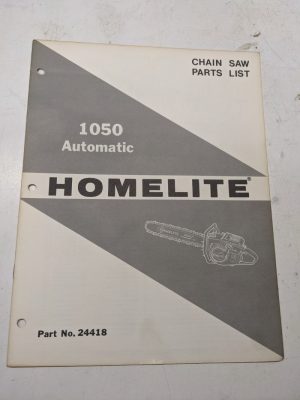 CHAIN SAW
PARTS LIST
1050
Automatic
HOMELITE®
Part No. 24418